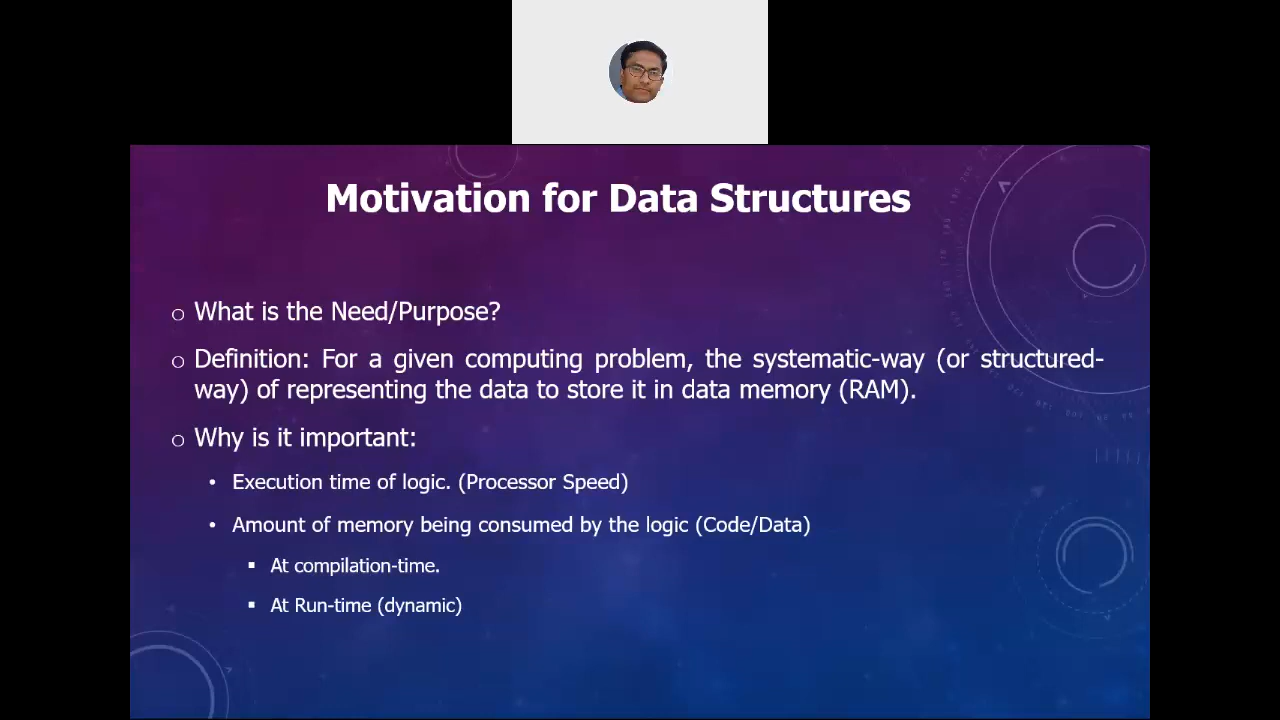 Motivation for Data Structures
o What is the Need/Purpose?
o Definition: For a given computing problem, the systematic-way (or structured-
way) of representing the data to store it in data memory (RAM).
o Why is it important:
• Execution time of logic. (Processor Speed)
• Amount of memory being consumed by the logic (Code/Data)
▪ At compilation-time.
▪ At Run-time (dynamic)